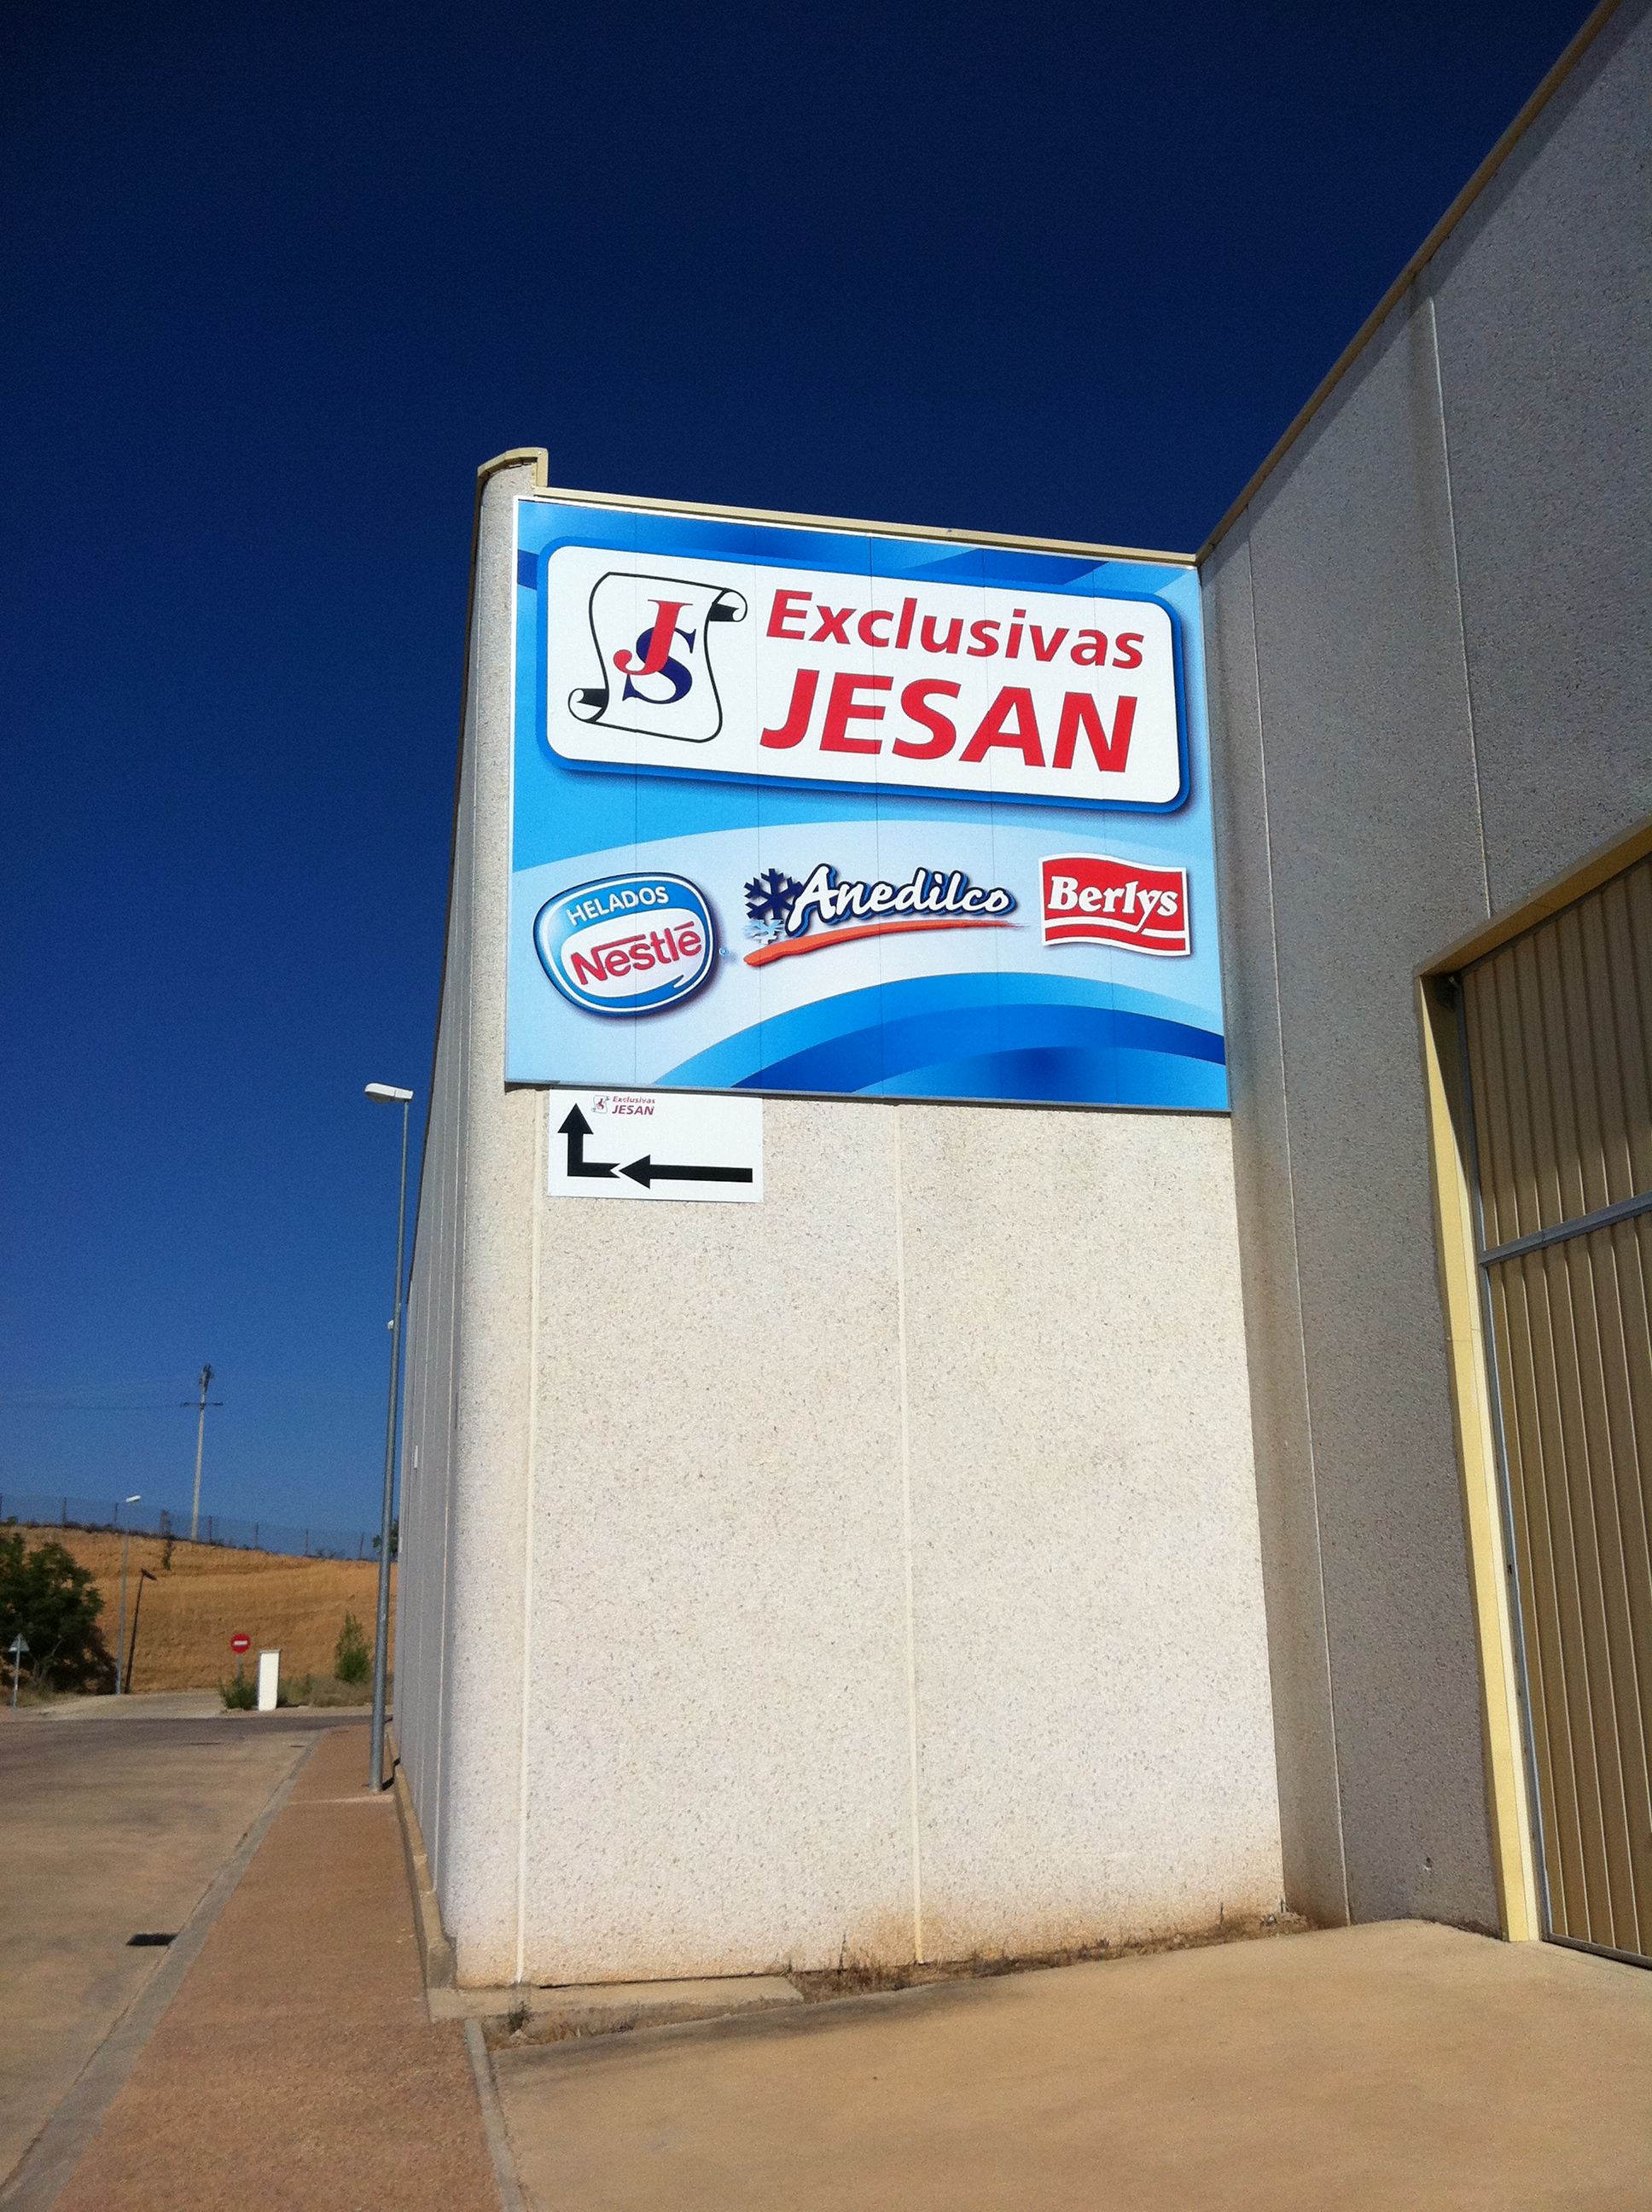 JS
Exclusivas
JESAN
HELADOS
Nestlé
Anedilco
Berlys
Exclusivas
JESAN